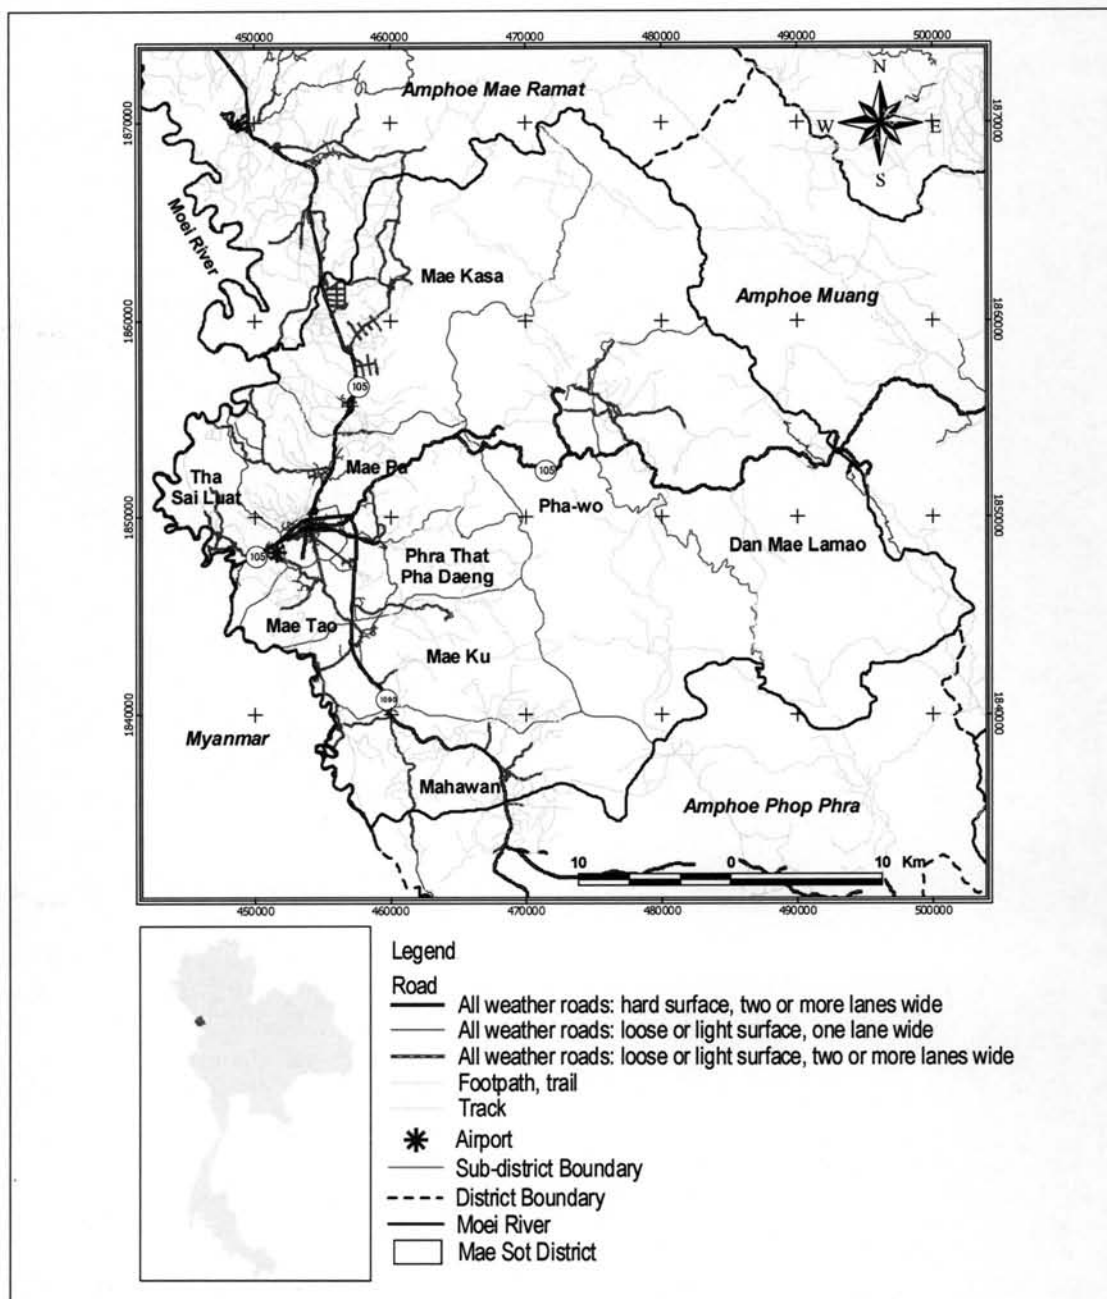 450000 460000 470000 480000 490000 500000
Amphoe Mae Ramat
N
W E
S
1870000 1870000
Moei River
Mae Kasa
Amphoe Muang
1860000 1860000
105
Mae Pa
Tha
Sai Luat
105
Pha-wo
1850000 1850000
105
Phra That
Pha Daeng
Dan Mae Lamao
Mae Tao
Mae Ku
1090
1840000 1840000
Myanmar
Mahawan
Amphoe Phop Phra
10 0 10 Km
450000 460000 470000 480000 490000 500000
Legend
Road
All weather roads: hard surface, two or more lanes wide
All weather roads: loose or light surface, one lane wide
All weather roads: loose or light surface, two or more lanes wide
Footpath, trail
Track
Airport
Sub-district Boundary
District Boundary
Moei River
Mae Sot District